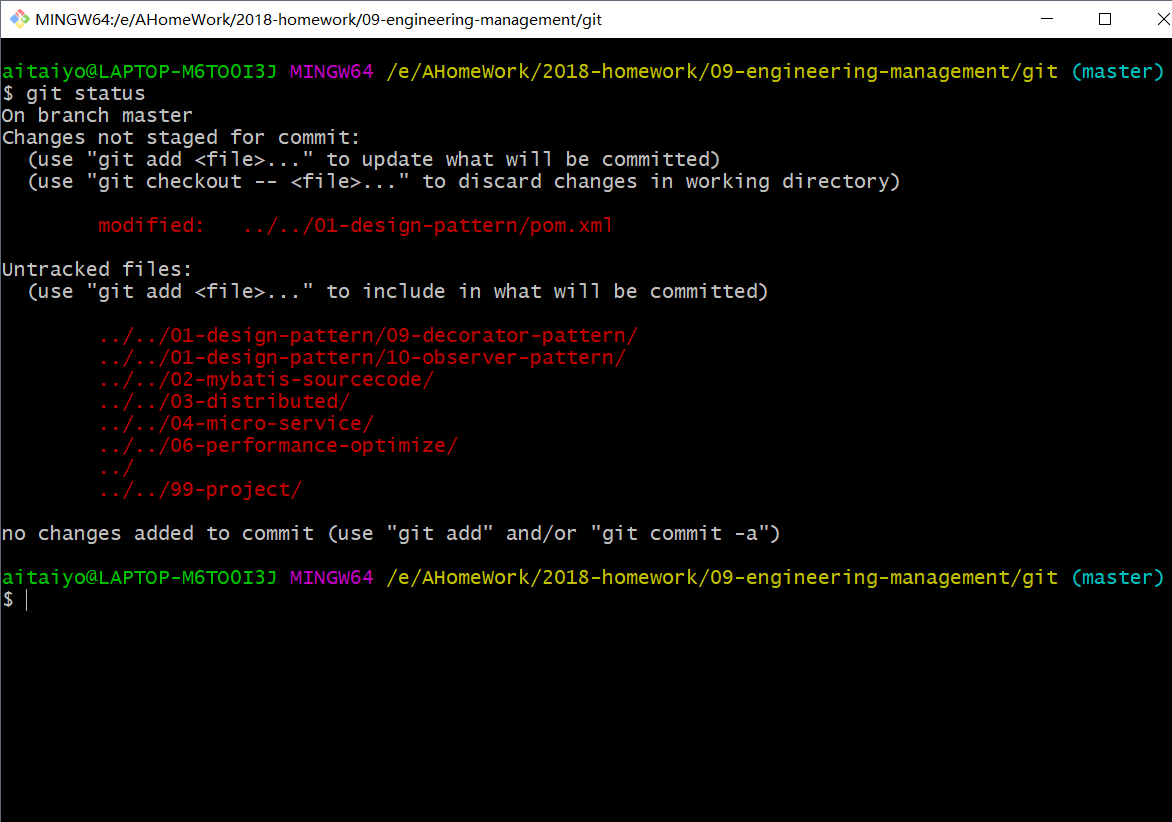 MINGW64:/e/AHomeWork/2018-homework/09-engineering-management/git
aitaiyo@LAPTOP-M6TOOI3J MINGW64 /e/AHomeWork/2018-homework/09-engineering-management/git (master)
$ git status
On branch master
Changes not staged for commit:
  (use "git add <file>..." to update what will be committed)
  (use "git checkout -- <file>..." to discard changes in working directory)
        modified:   ../../01-design-pattern/pom.xml
Untracked files:
  (use "git add <file>..." to include in what will be committed)
        ../../01-design-pattern/09-decorator-pattern/
        ../../01-design-pattern/10-observer-pattern/
        ../../02-mybatis-sourcecode/
        ../../03-distributed/
        ../../04-micro-service/
        ../../06-performance-optimize/
        ../
        ../../99-project/
no changes added to commit (use "git add" and/or "git commit -a")
aitaiyo@LAPTOP-M6TOOI3J MINGW64 /e/AHomeWork/2018-homework/09-engineering-management/git (master)
$